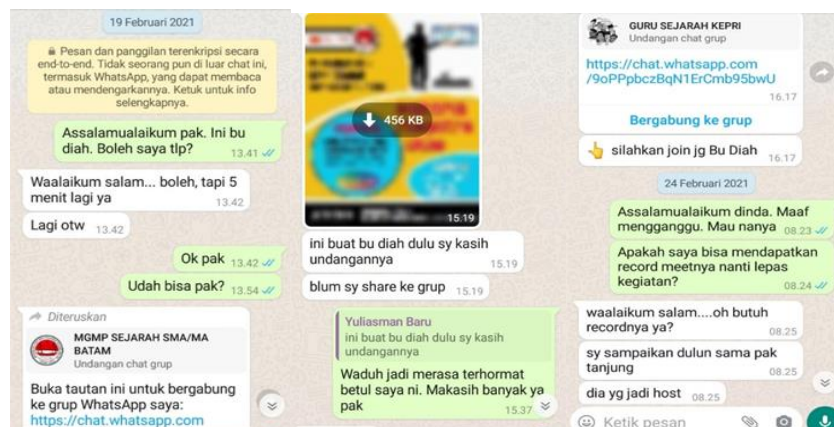 19 Februari 2021
Pesan dan panggilan terenkripsi secara
end-to-end. Tidak seorang pun di luar chat ini,
termasuk WhatsApp, yang dapat membaca
atau mendengarkannya. Ketuk untuk info
selengkapnya.
Assalamualaikum pak. Ini bu
diah. Boleh saya tlp? 13.41
Waalaikum salam... boleh, tapi 5
menit lagi ya 13.42
Lagi otw 13.42
Ok pak 13.42
Udah bisa pak? 13.54
Diteruskan
MGMP SEJARAH SMA/MA
BATAM
Undangan chat grup
Buka tautan ini untuk bergabung
ke grup WhatsApp saya:
https://chat.whatsapp.com
456 KB
15.19
ini buat bu diah dulu sy kasih
undangannya 15.19
blum sy share ke grup 15.19
Yuliasman Baru
ini buat bu diah dulu sy kasih
undangannya
Waduh jadi merasa terhormat
betul saya ni. Makasih banyak ya
pak 15.37
GURU SEJARAH KEPRI
Undangan chat grup
https://chat.whatsapp.com
/9oPPpbczBqN1ErCmb95bwU
16.17
Bergabung ke grup
silahkan join jg Bu Diah 16.17
24 Februari 2021
Assalamualaikum dinda. Maaf
mengganggu. Mau nanya 08.23
Apakah saya bisa mendapatkan
record meetnya nanti lepas
kegiatan? 08.24
waalaikum salam....oh butuh
recordnya ya? 08.25
sy sampaikan dulun sama pak
tanjung 08.25
dia yg jadi host 08.25
Ketik pesan